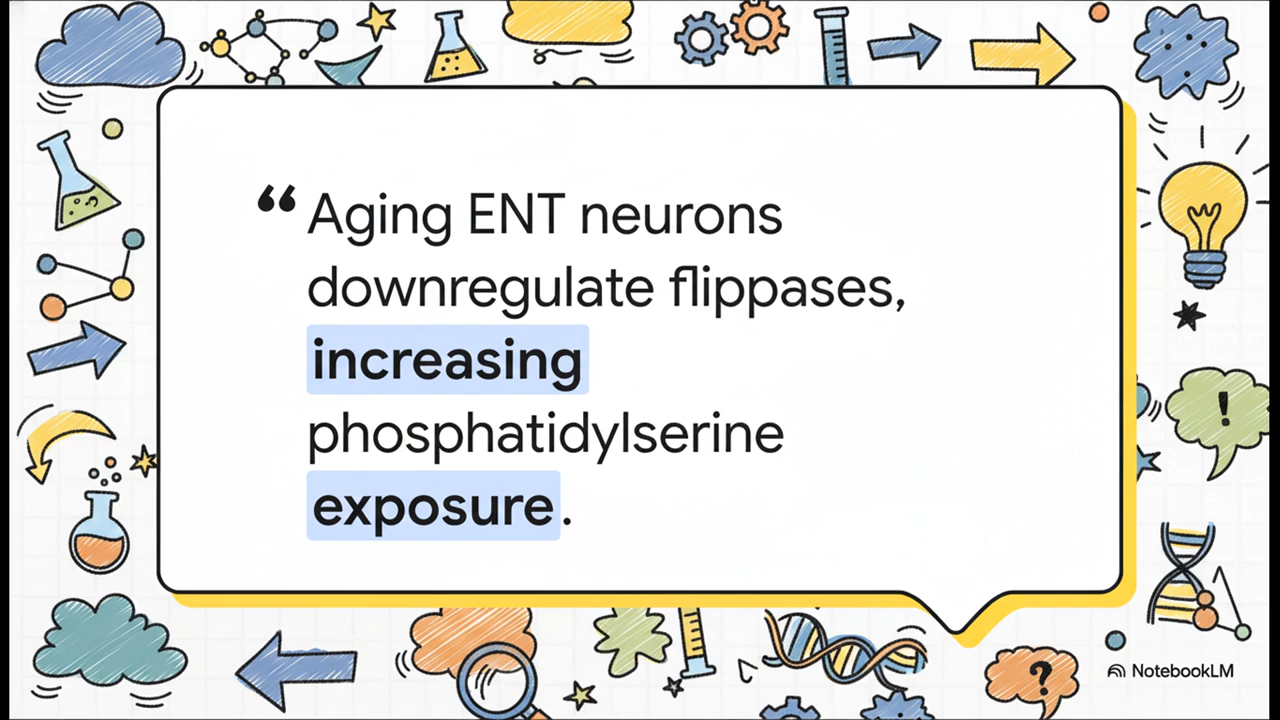 “Aging ENT neurons
downregulate flippases,
increasing
phosphatidylserine
exposure.
!
?
NotebookLM